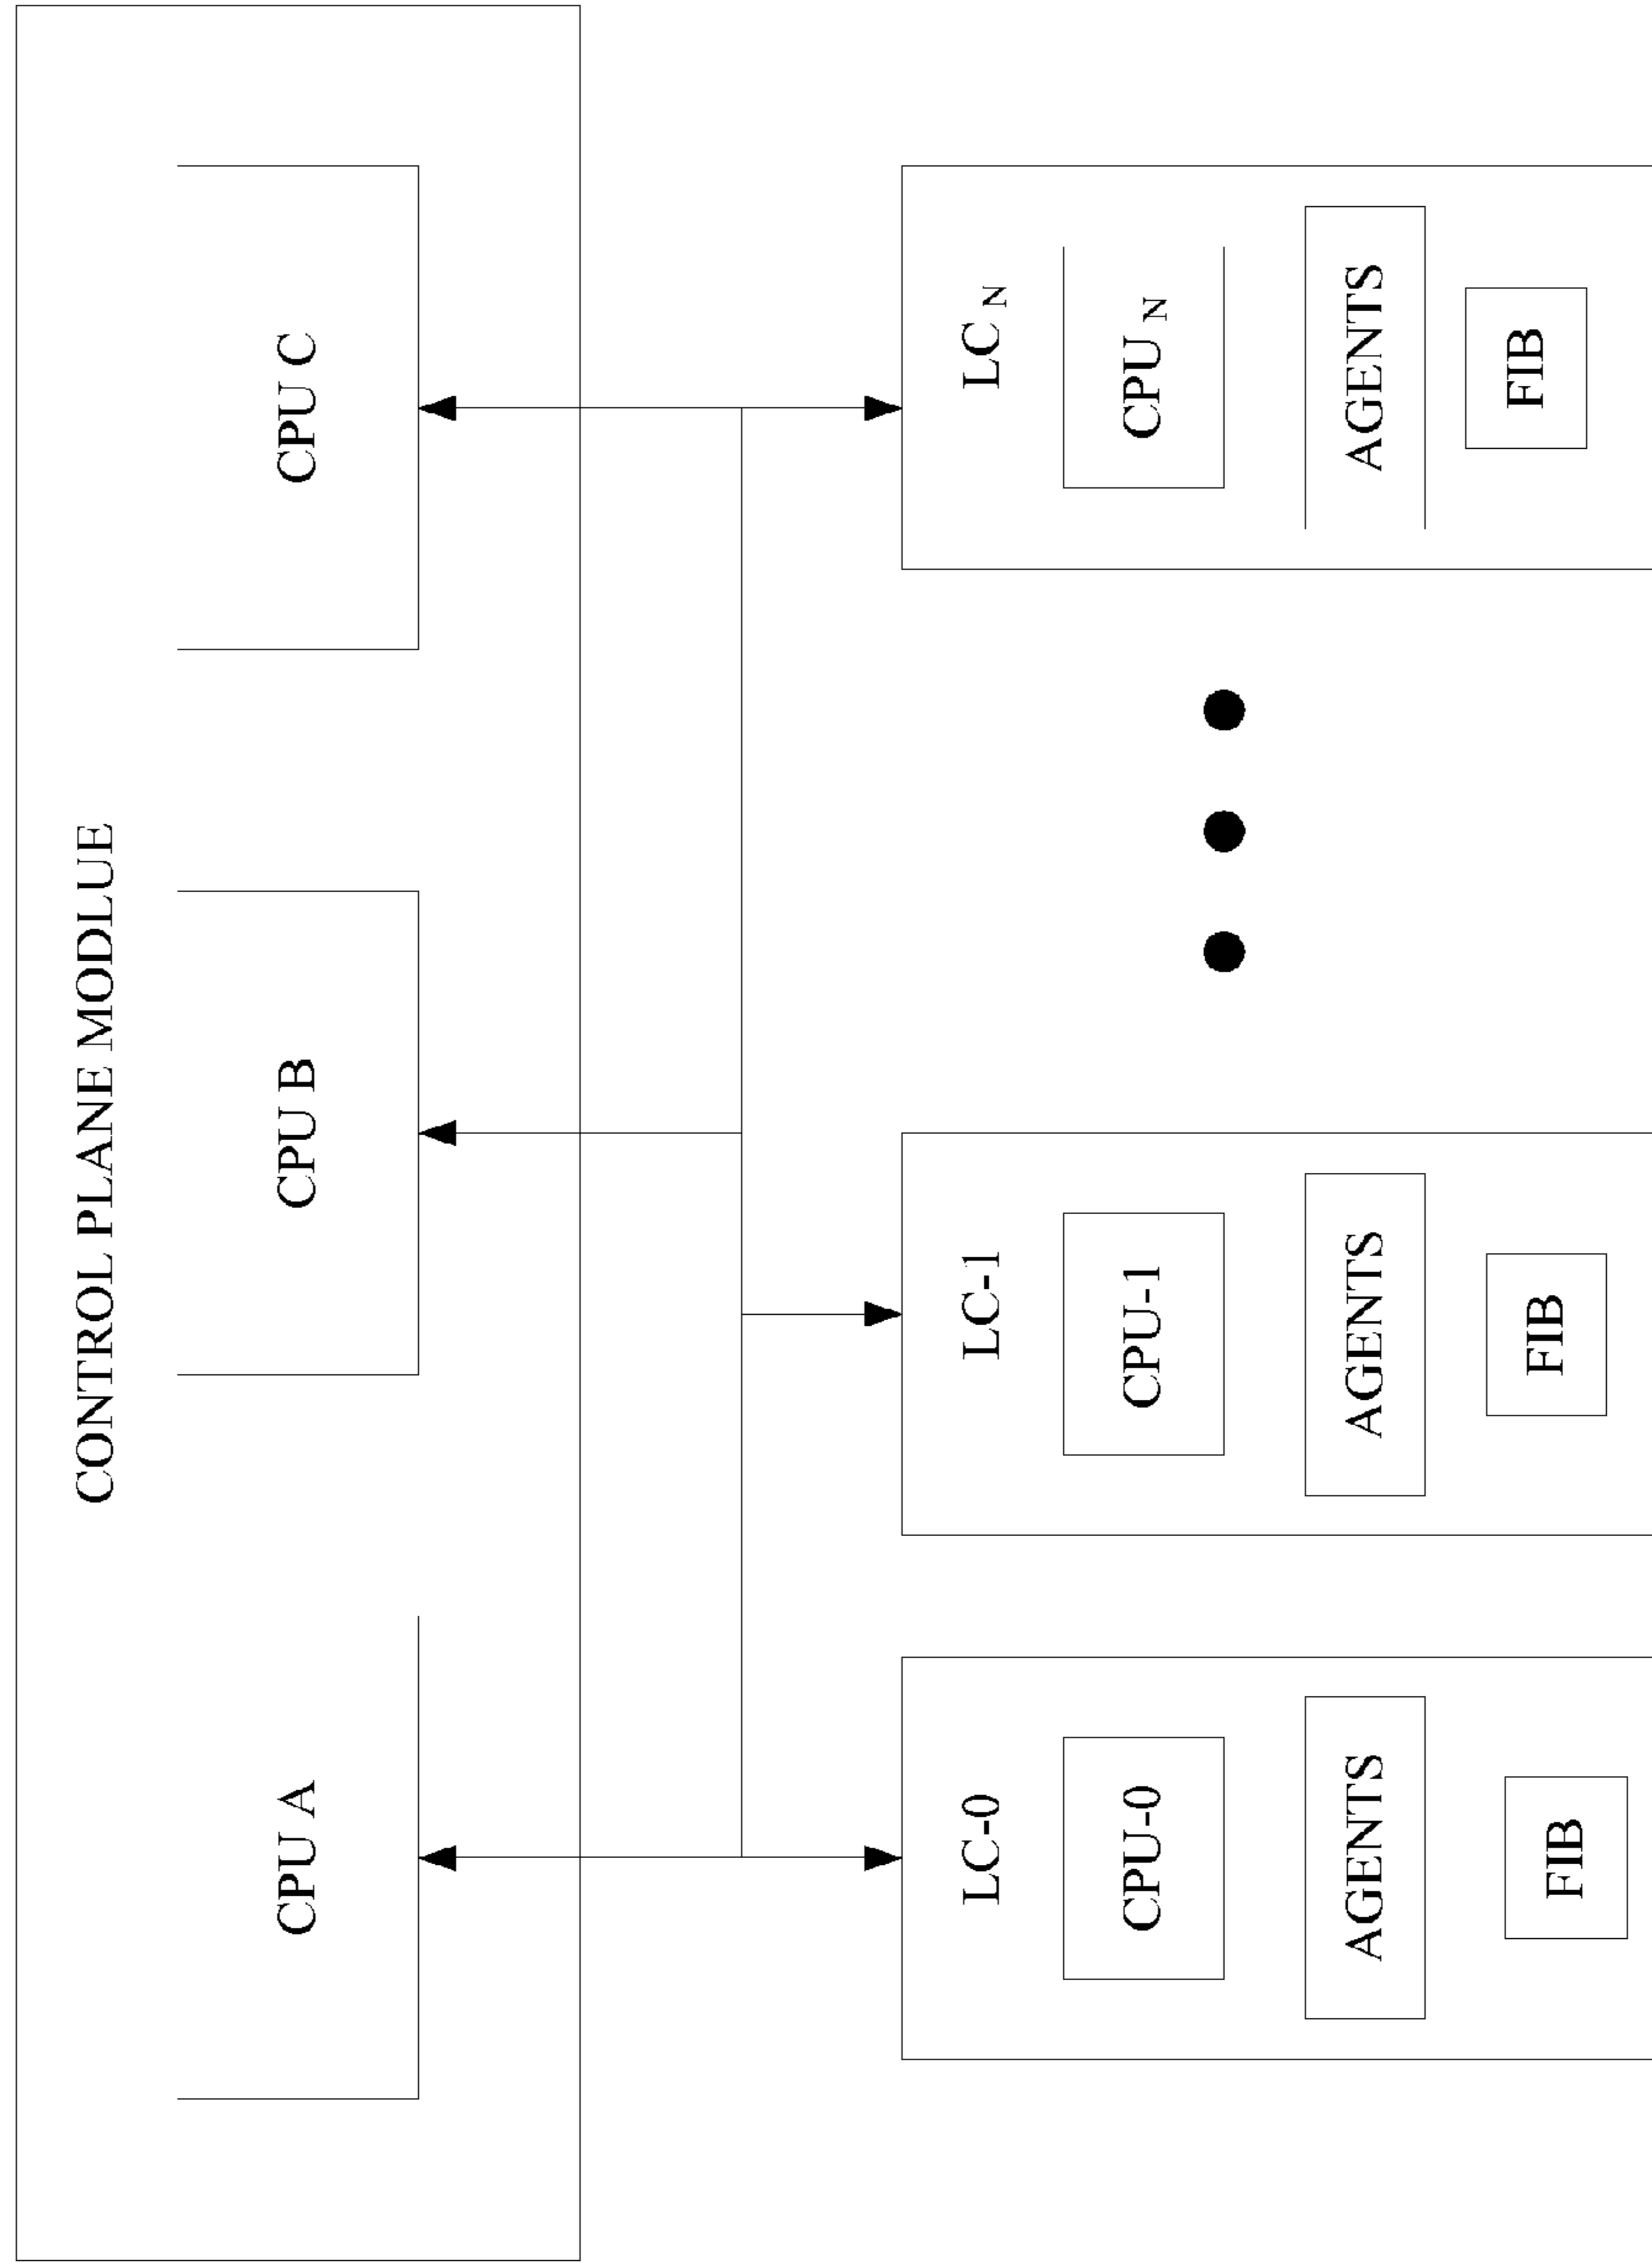 CONTROL PLANE MODLUE
CPU A
CPU B
CPU C
LC-0
CPU-0
AGENTS
FIB
LC-1
CPU-1
AGENTS
FIB
LC N
CPU N
AGENTS
FIB